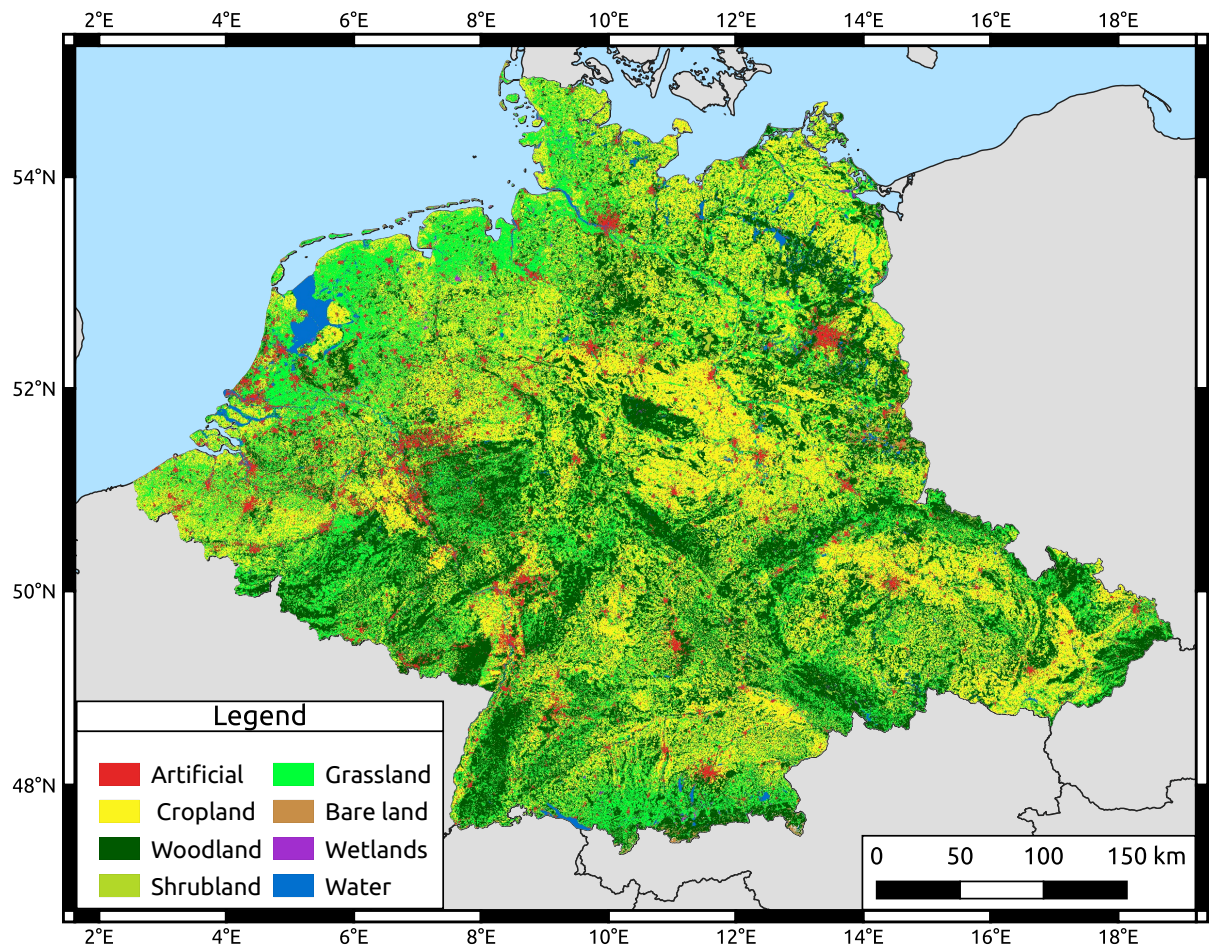 2°E 4°E 6°E 8°E 10°E 12°E 14°E 16°E 18°E
54°N
52°N
50°N
48°N
Legend
Artificial Grassland
Cropland Bare land
Woodland Wetlands
Shrubland Water
0 50 100 150 km
2°E 4°E 6°E 8°E 10°E 12°E 14°E 16°E 18°E